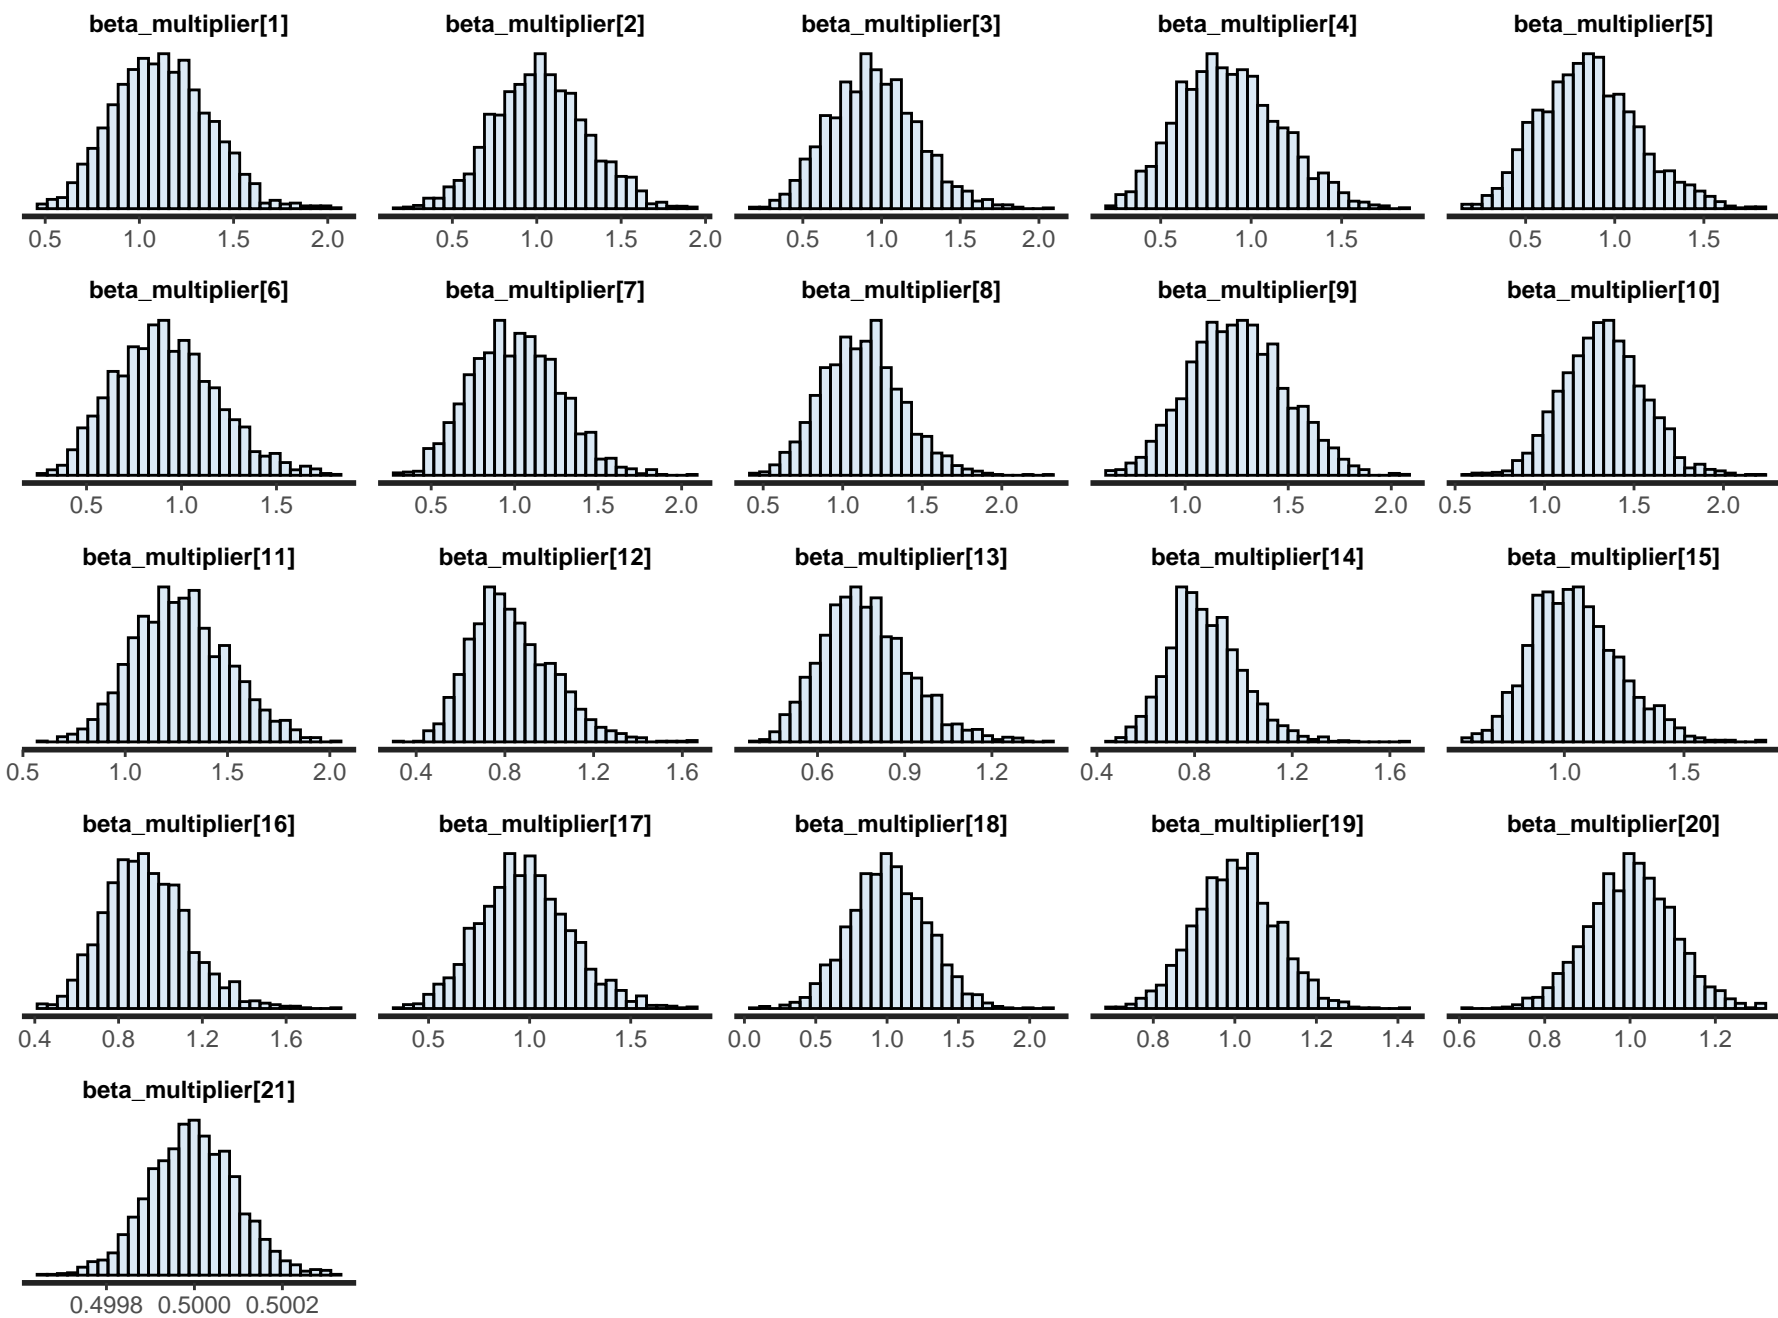 beta_multiplier[1] beta_multiplier[2] beta_multiplier[3] beta_multiplier[4] beta_multiplier[5]
0.5 1.0 1.5 2.0 0.5 1.0 1.5 2.0 0.5 1.0 1.5 2.0 0.5 1.0 1.5 0.5 1.0 1.5
beta_multiplier[6] beta_multiplier[7] beta_multiplier[8] beta_multiplier[9] beta_multiplier[10]
0.5 1.0 1.5 0.5 1.0 1.5 2.0 0.5 1.0 1.5 2.0 1.0 1.5 2.0 0.5 1.0 1.5 2.0
beta_multiplier[11] beta_multiplier[12] beta_multiplier[13] beta_multiplier[14] beta_multiplier[15]
0.5 1.0 1.5 2.0 0.4 0.8 1.2 1.6 0.6 0.9 1.2 0.4 0.8 1.2 1.6 1.0 1.5
beta_multiplier[16] beta_multiplier[17] beta_multiplier[18] beta_multiplier[19] beta_multiplier[20]
0.4 0.8 1.2 1.6 0.5 1.0 1.5 0.0 0.5 1.0 1.5 2.0 0.8 1.0 1.2 1.4 0.6 0.8 1.0 1.2
beta_multiplier[21]
0.4998 0.5000 0.5002